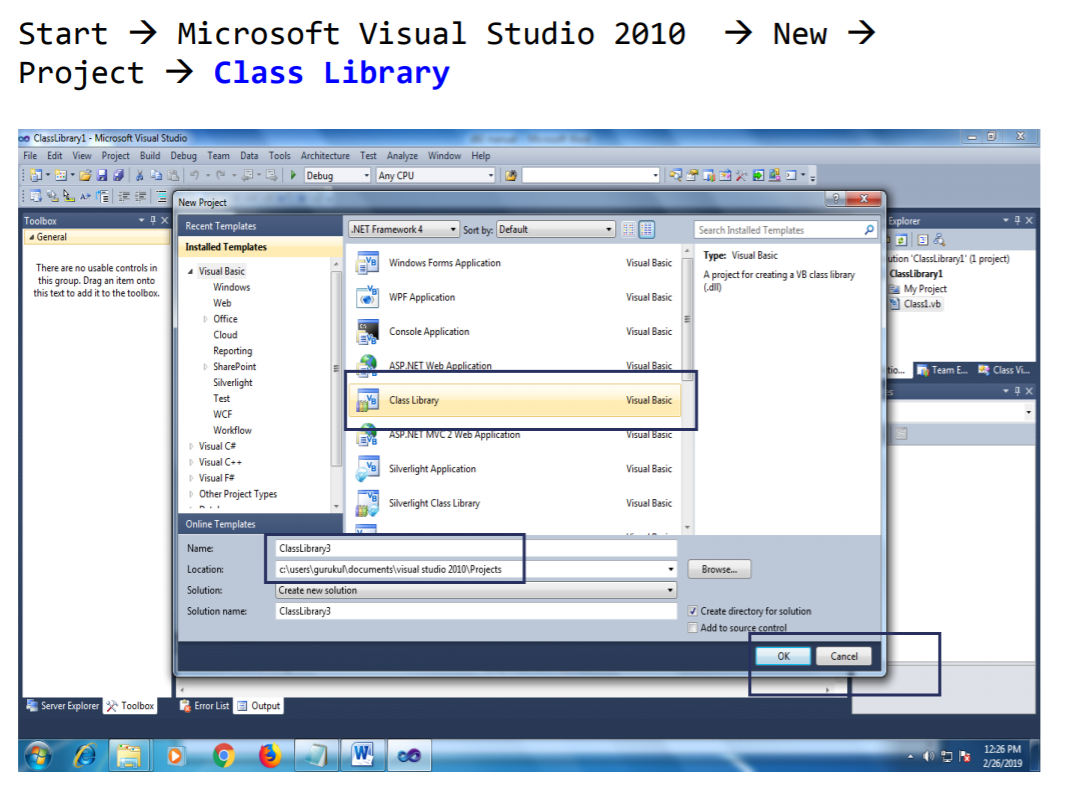 Start → Microsoft Visual Studio 2010 → New →
Project → Class Library
ClassLibrary1 - Microsoft Visual Studio
File Edit View Project Build Debug Team Data Tools Architecture Test Analyze Window Help
Debug Any CPU
Toolbox
General
There are no usable controls in
this group. Drag an item onto
this text to add it to the toolbox.
New Project
Recent Templates
Installed Templates
Visual Basic
Windows
Web
Office
Cloud
Reporting
SharePoint
Silverlight
Test
WCF
Workflow
Visual C#
Visual C++
Visual F#
Other Project Types
Online Templates
.NET Framework 4 Sort by: Default
Windows Forms Application Visual Basic
WPF Application Visual Basic
Console Application Visual Basic
ASP.NET Web Application Visual Basic
Class Library Visual Basic
ASP.NET MVC 2 Web Application Visual Basic
Silverlight Application Visual Basic
Silverlight Class Library Visual Basic
Search Installed Templates
Type: Visual Basic
A project for creating a VB class library
(.dll)
Name: ClassLibrary3
Location: c:\users\gurukul\documents\visual studio 2010\Projects
Browse...
Solution: Create new solution
Solution name: ClassLibrary3
Create directory for solution
Add to source control
OK Cancel
Explorer
ution 'ClassLibrary1' (1 project)
ClassLibrary1
My Project
Class1.vb
tio... Team E... Class Vi...
Server Explorer Toolbox Error List Output
12:26 PM
2/26/2019